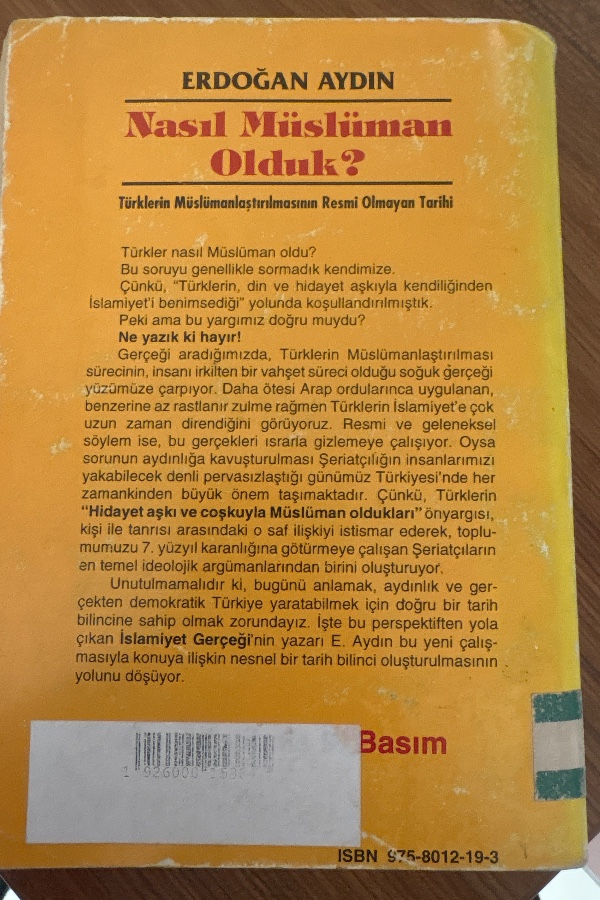 ERDOĞAN AYDIN
Nasıl Müslüman
Olduk?
Türklerin Müslümanlaştırılmasının Resmi Olmayan Tarihi
Türkler nasıl Müslüman oldu?
Bu soruyu genellikle sormadık kendimize.
Çünkü, "Türklerin, din ve hidayet aşkıyla kendiliğinden
İslamiyet'i benimsediği" yolunda koşullandırılmıştık.
Peki ama bu yargımız doğru muydu?
Ne yazık ki hayır!
Gerçeği aradığımızda, Türklerin Müslümanlaştırılması
sürecinin, insanı irkilten bir vahşet süreci olduğu soğuk gerçeği
yüzümüze çarpıyor. Daha ötesi Arap ordularınca uygulanan,
benzerine az rastlanır zulme rağmen Türklerin İslamiyet'e çok
uzun zaman direndiğini görüyoruz. Resmi ve geleneksel
söylem ise, bu gerçekleri ısrarla gizlemeye çalışıyor. Oysa
sorunun aydınlığa kavuşturulması Şeriatçılığın insanlarımızı
yakabilecek denli pervasızlaştığı günümüz Türkiyesi'nde her
zamankinden büyük önem taşımaktadır. Çünkü, Türklerin
"Hidayet aşkı ve coşkuyla Müslüman oldukları" önyargısı,
kişi ile tanrısı arasındaki o saf ilişkiyi istismar ederek, toplu-
mumuzu 7. yüzyıl karanlığına götürmeye çalışan Şeriatçıların
en temel ideolojik argümanlarından birini oluşturuyor.
Unutulmamalıdır ki, bugünü anlamak, aydınlık ve ger-
çekten demokratik Türkiye yaratabilmek için doğru bir tarih
bilincine sahip olmak zorundayız. İşte bu perspektiften yola
çıkan İslamiyet Gerçeği'nin yazarı E. Aydın bu yeni çalış-
masıyla konuya ilişkin nesnel bir tarih bilinci oluşturulmasının
yolunu döşüyor.
Basım
ISBN 975-8012-19-3